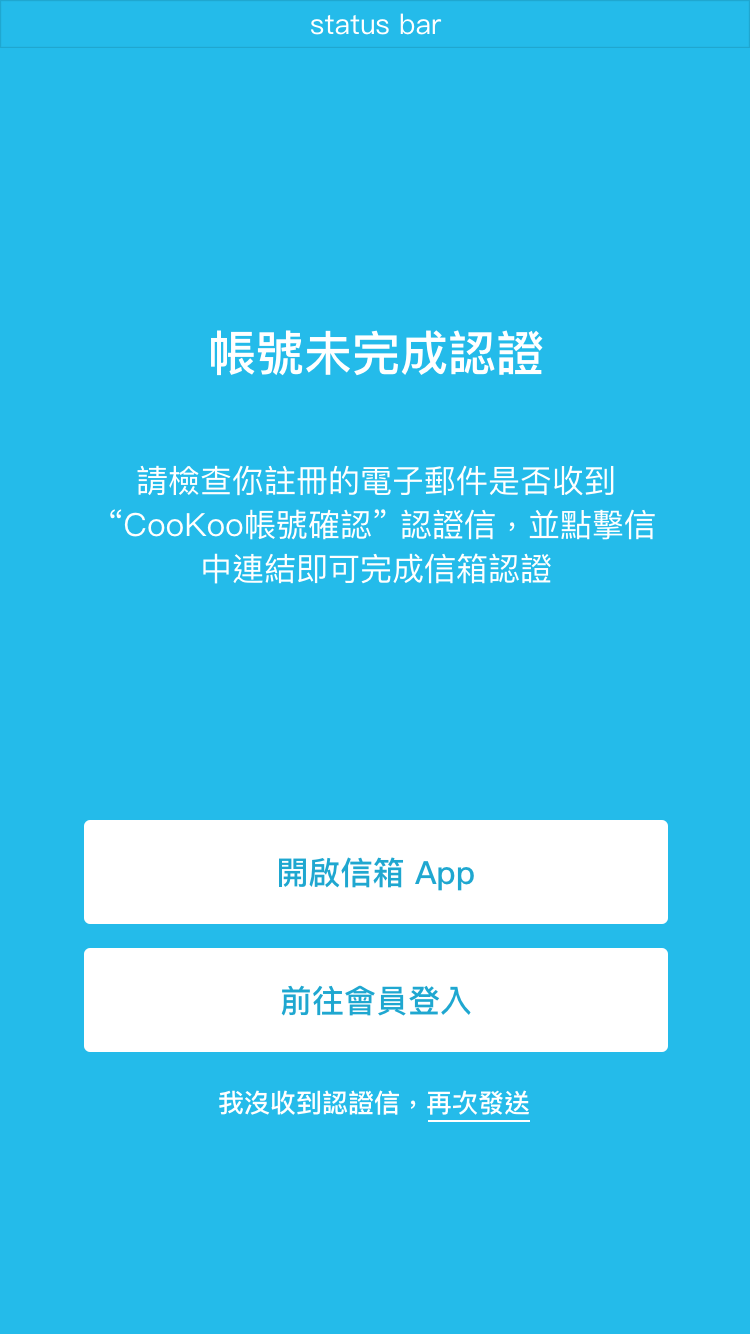 status bar
帳號未完成認證
請檢查你註冊的電子郵件是否收到
“CooKoo帳號確認” 認證信，並點擊信
中連結即可完成信箱認證
開啟信箱 App
前往會員登入
我沒收到認證信，再次發送